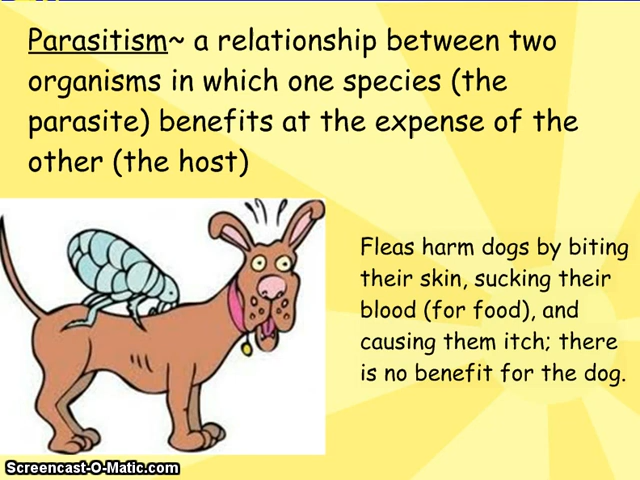 Parasitism~ a relationship between two
organisms in which one species (the
parasite) benefits at the expense of the
other (the host)
Fleas harm dogs by biting
their skin, sucking their
blood (for food), and
causing them itch; there
is no benefit for the dog.
Screencast-O-Matic.com